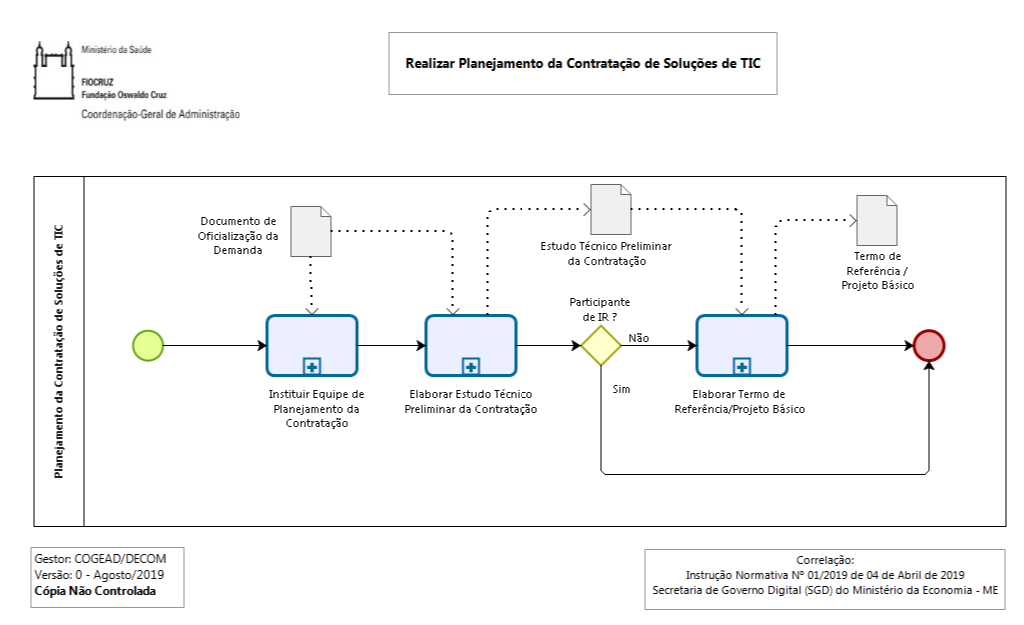 Ministério da Saúde
FIOCRUZ
Fundação Oswaldo Cruz
Coordenação-Geral de Administração
Realizar Planejamento da Contratação de Soluções de TIC
Planejamento da Contratação de Soluções de TIC
Documento de
Oficialização da
Demanda
Estudo Técnico Preliminar
da Contratação
Termo de
Referência /
Projeto Básico
Participante
de IR ?
Não
Sim
Instituir Equipe de
Planejamento da
Contratação
Elaborar Estudo Técnico
Preliminar da Contratação
Elaborar Termo de
Referência/Projeto Básico
Gestor: COGEAD/DECOM
Versão: 0 - Agosto/2019
Cópia Não Controlada
Correlação:
Instrução Normativa Nº 01/2019 de 04 de Abril de 2019
Secretaria de Governo Digital (SGD) do Ministério da Economia - ME